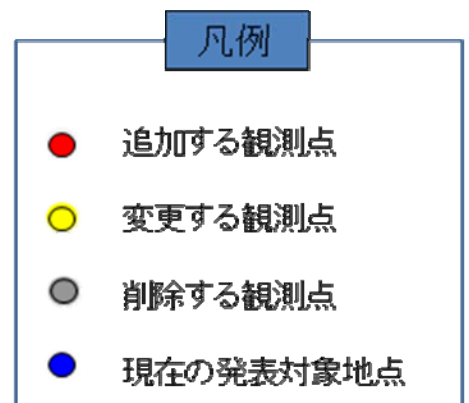 凡例
追加する観測点
変更する観測点
削除する観測点
現在の発表対象地点